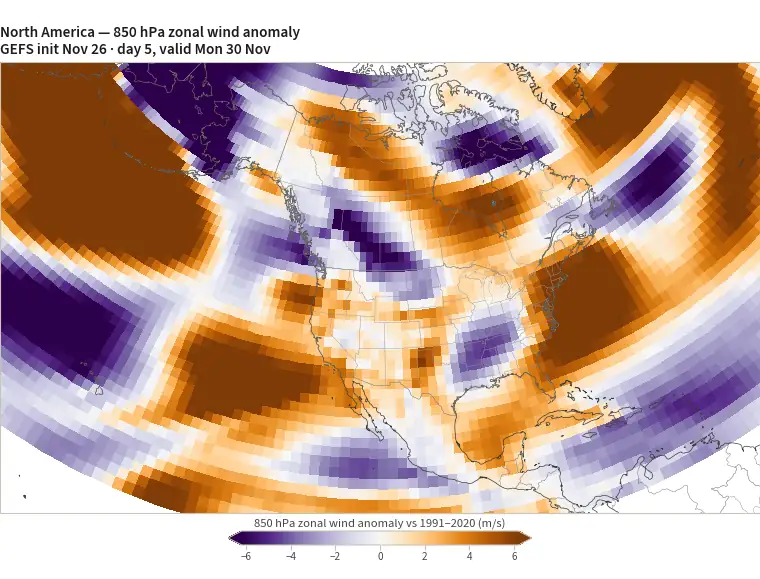 North America — 850 hPa zonal wind anomaly
GEFS init Nov 26 · day 5, valid Mon 30 Nov
850 hPa zonal wind anomaly vs 1991–2020 (m/s)
−6 −4 −2 0 2 4 6